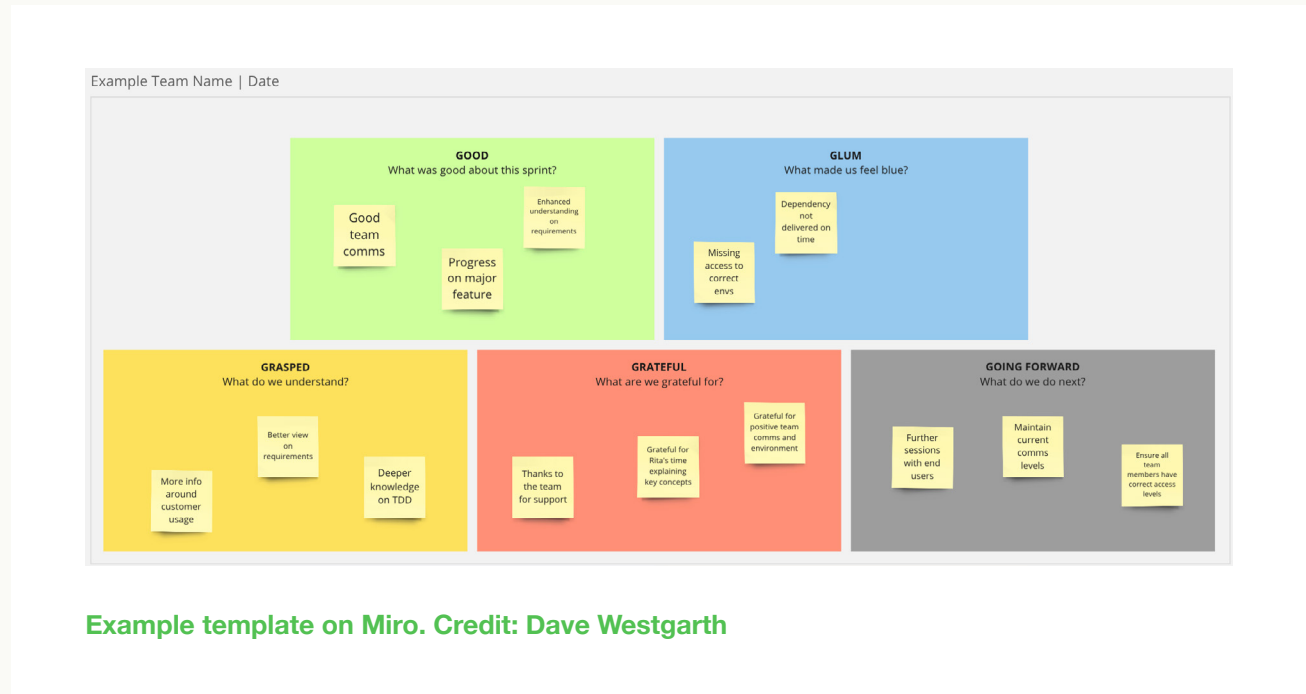 Example Team Name | Date
GOOD
What was good about this sprint?
Good
team
comms
Progress
on major
feature
Enhanced
understanding
on
requirements
GLUM
What made us feel blue?
Missing
access to
correct
envs
Dependency
not
delivered on
time
GRASPED
What do we understand?
More info
around
customer
usage
Better view
on
requirements
Deeper
knowledge
on TDD
GRATEFUL
What are we grateful for?
Thanks to
the team
for support
Grateful for
Rita's time
explaining
key concepts
Grateful for
positive team
comms and
environment
GOING FORWARD
What do we do next?
Further
sessions
with end
users
Maintain
current
comms
levels
Ensure all
team
members have
correct access
levels
Example template on Miro. Credit: Dave Westgarth